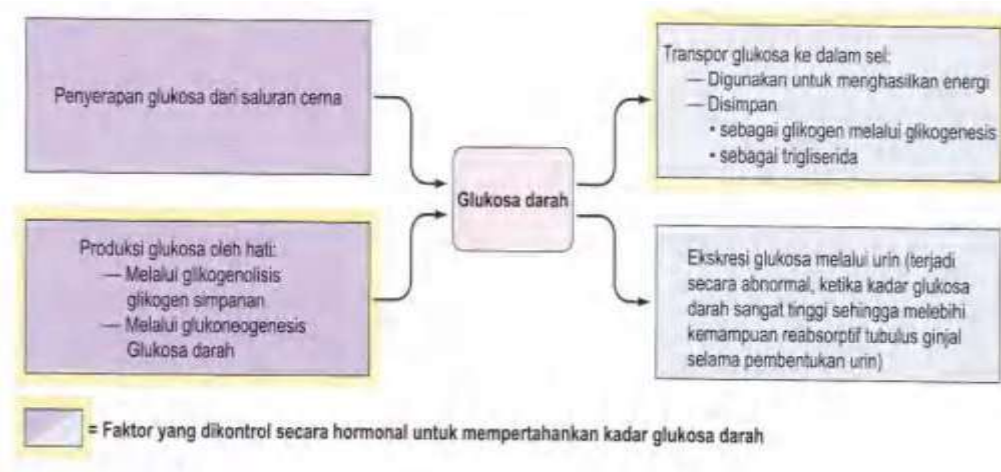 Penyerapan glukosa dari saluran cerna
Produksi glukosa oleh hati:
— Melalui glikogenolisis
glikogen simpanan
— Melalui glukoneogenesis
Glukosa darah
Glukosa darah
Transpor glukosa ke dalam sel:
— Digunakan untuk menghasilkan energi
— Disimpan
• sebagai glikogen melalui glikogenesis
• sebagai trigliserida
Ekskresi glukosa melalui urin (terjadi
secara abnormal, ketika kadar glukosa
darah sangat tinggi sehingga melebihi
kemampuan reabsorptif tubulus ginjal
selama pembentukan urin)
= Faktor yang dikontrol secara hormonal untuk mempertahankan kadar glukosa darah